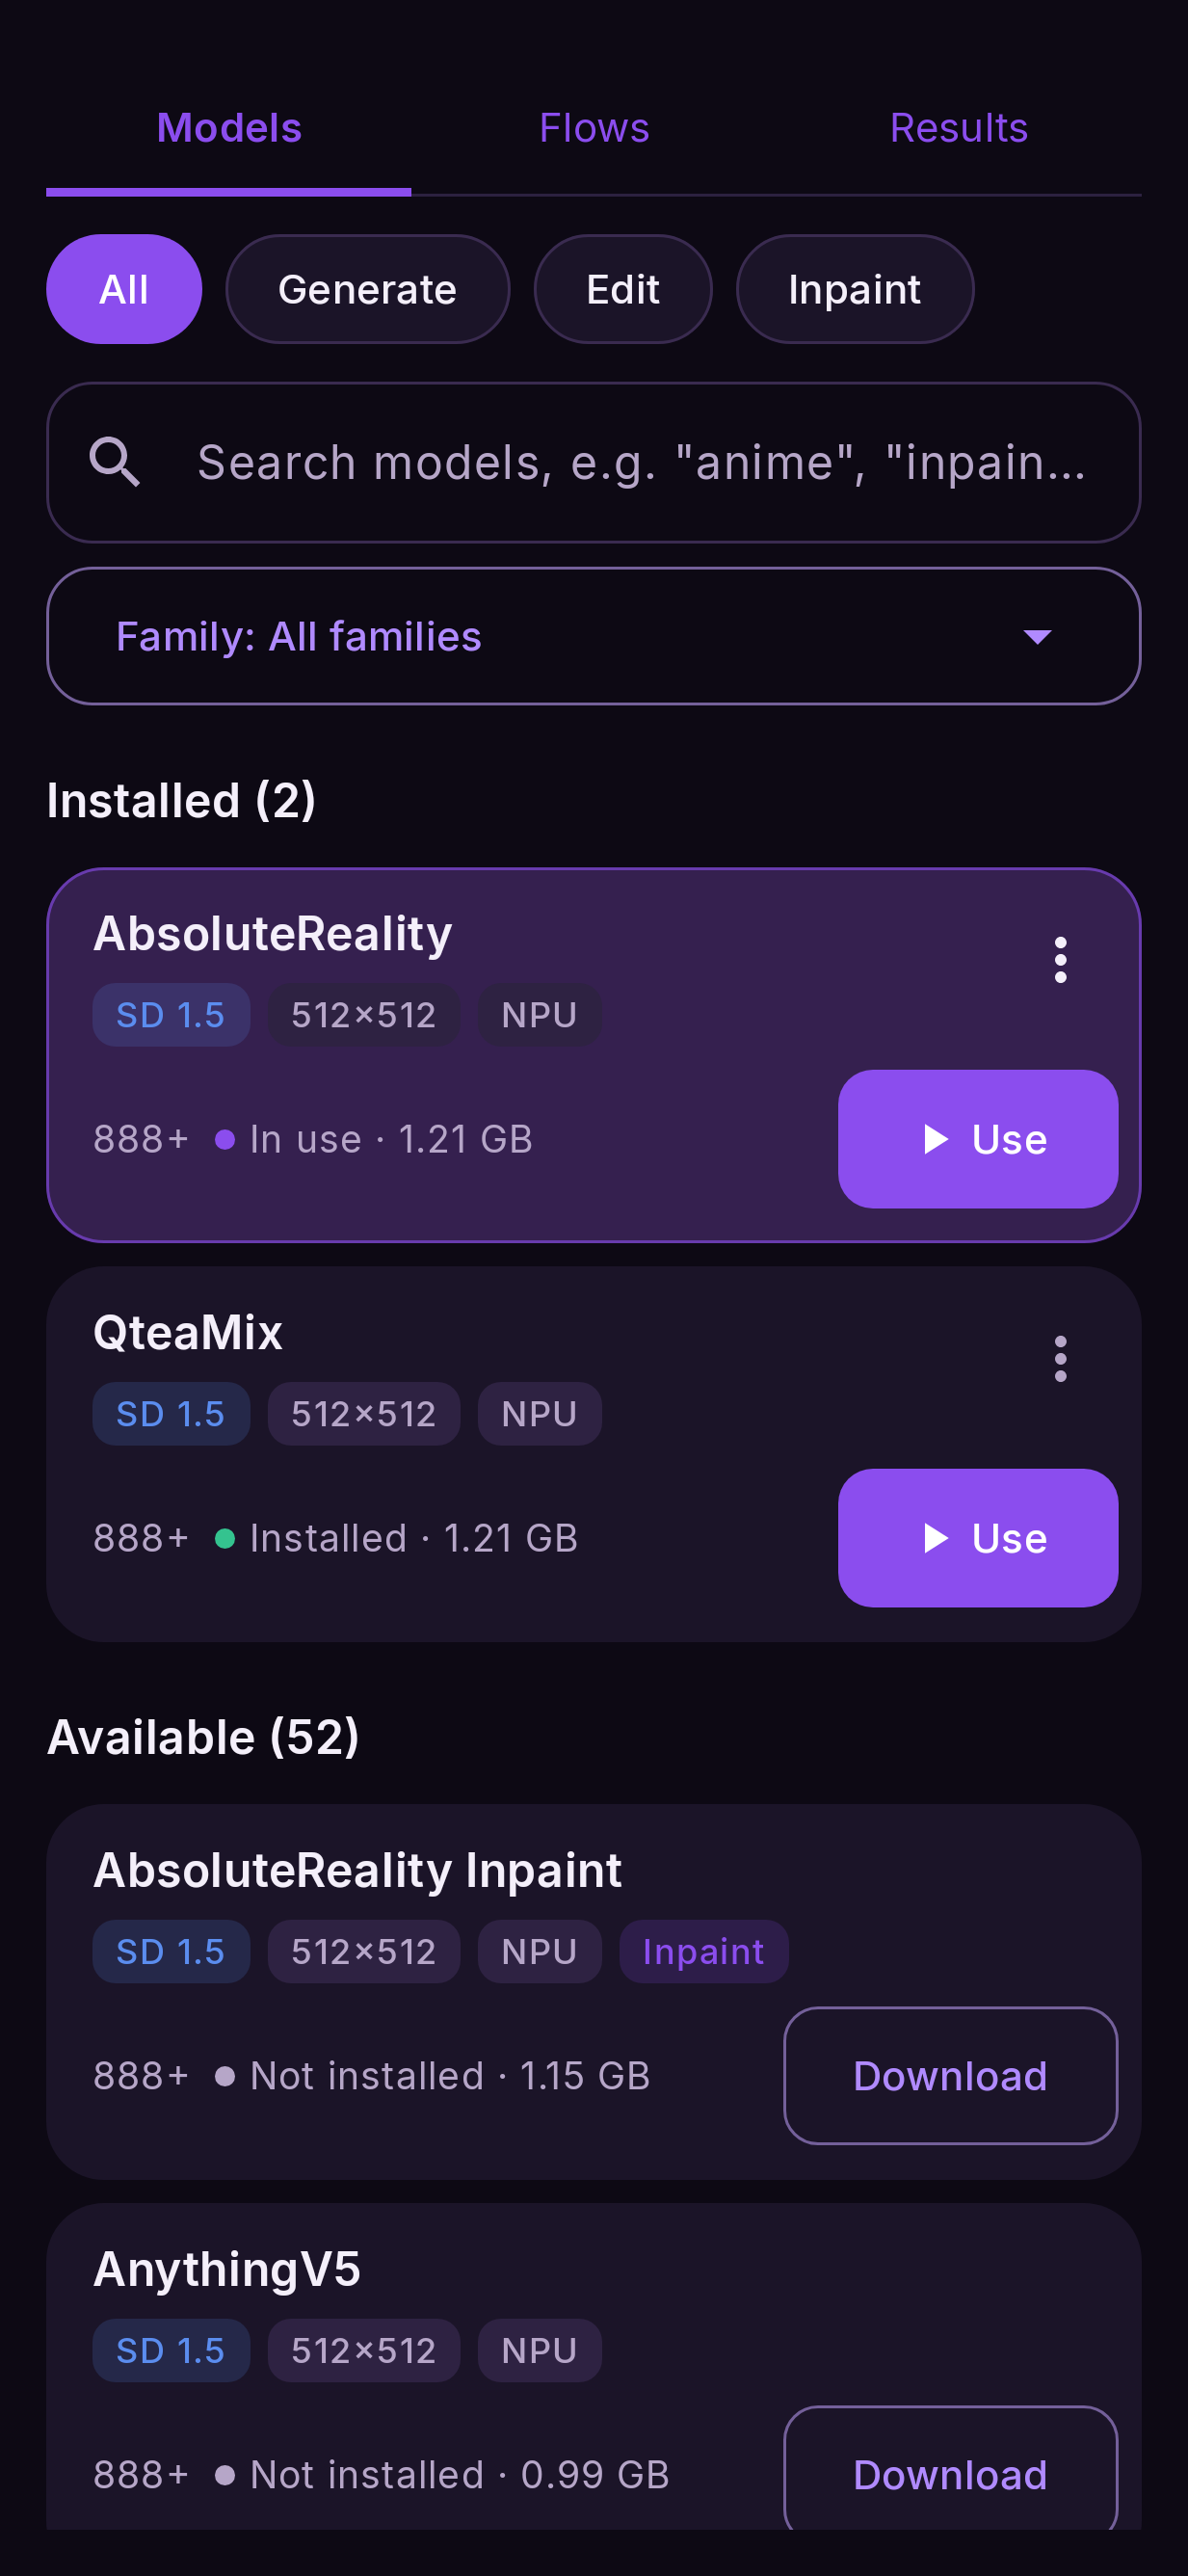 Models Flows Results
All Generate Edit Inpaint
Search models, e.g. "anime", "inpain...
Family: All families
Installed (2)
AbsoluteReality
SD 1.5 512×512 NPU
888+ In use · 1.21 GB Use
QteaMix
SD 1.5 512×512 NPU
888+ Installed · 1.21 GB Use
Available (52)
AbsoluteReality Inpaint
SD 1.5 512×512 NPU Inpaint
888+ Not installed · 1.15 GB Download
AnythingV5
SD 1.5 512×512 NPU
888+ Not installed · 0.99 GB Download